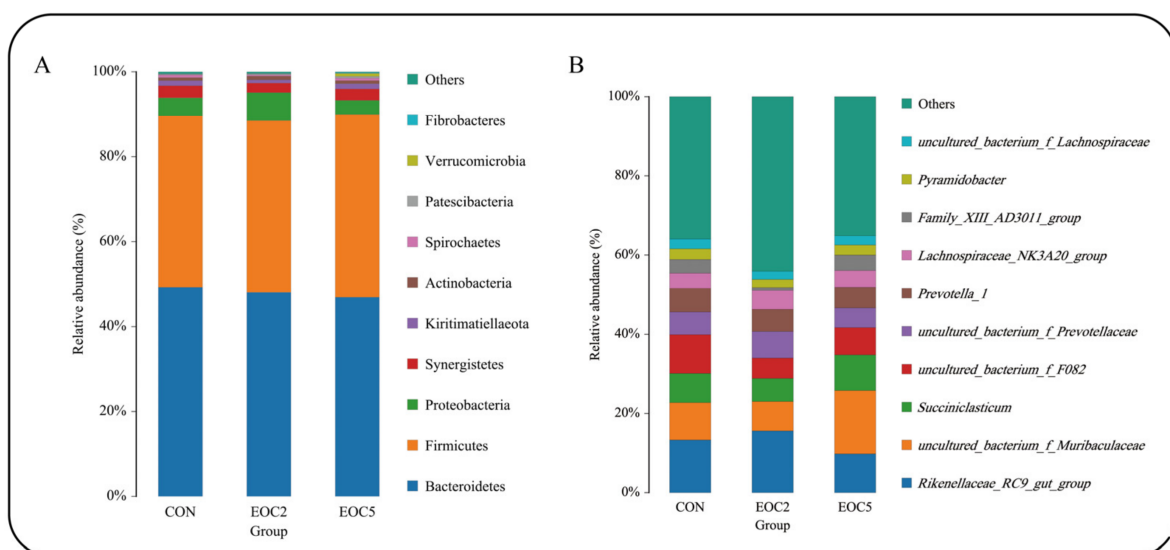 A
Relative abundance (%)
100%
80%
60%
40%
20%
0%
CON
EOC2
EOC5
Group
Others
Fibrobacteres
Verrucomicrobia
Patescibacteria
Spirochaetes
Actinobacteria
Kiritimatiellaeota
Synergistetes
Proteobacteria
Firmicutes
Bacteroidetes
B
Relative abundance (%)
100%
80%
60%
40%
20%
0%
CON
EOC2
EOC5
Group
Others
uncultured_bacterium_f_Lachnospiraceae
Pyramidobacter
Family_XIII_AD3011_group
Lachnospiraceae_NK3A20_group
Prevotella_1
uncultured_bacterium_f_Prevotellaceae
uncultured_bacterium_f_F082
Succiniclasticum
uncultured_bacterium_f_Muribaculaceae
Rikenellaceae_RC9_gut_group